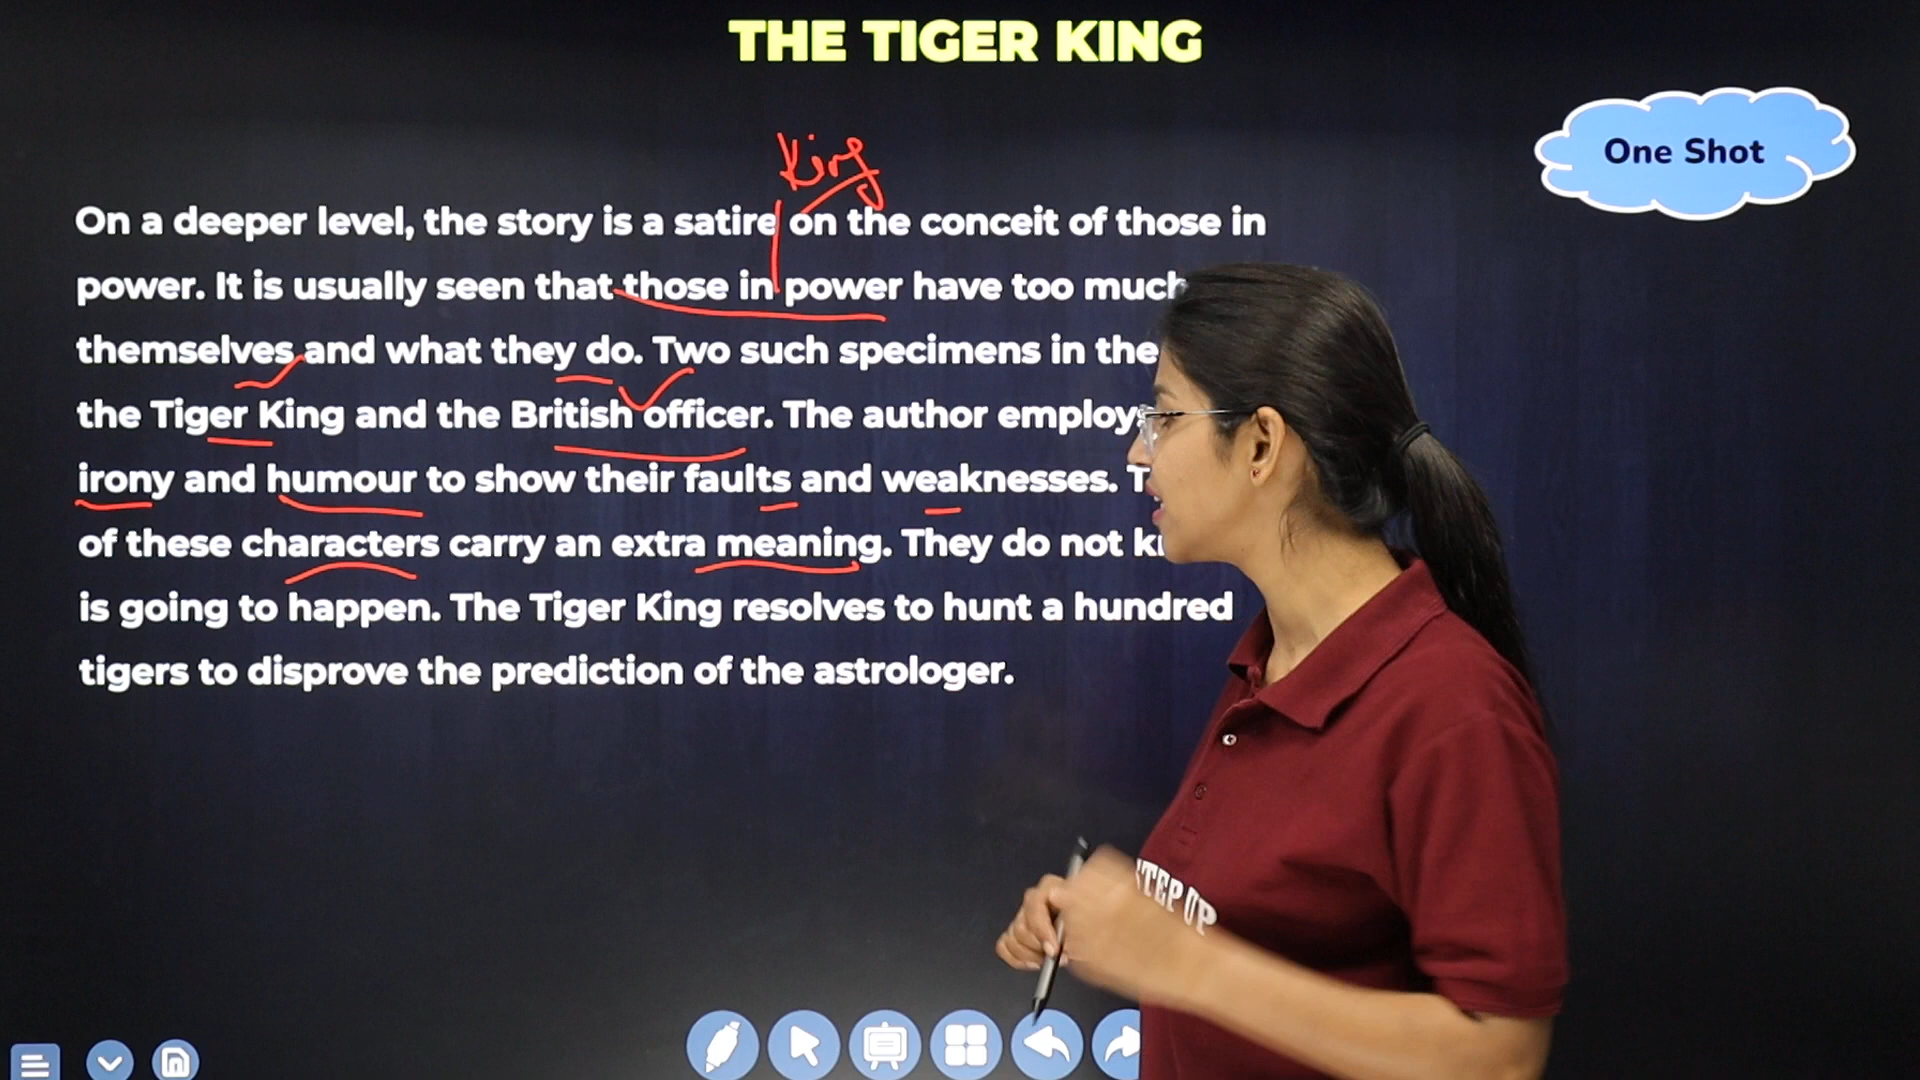 THE TIGER KING
One Shot
King
On a deeper level, the story is a satire on the conceit of those in
power. It is usually seen that those in power have too much
themselves and what they do. Two such specimens in the
the Tiger King and the British officer. The author employs
irony and humour to show their faults and weaknesses.
of these characters carry an extra meaning. They do not
is going to happen. The Tiger King resolves to hunt a hundred
tigers to disprove the prediction of the astrologer.
STEP UP